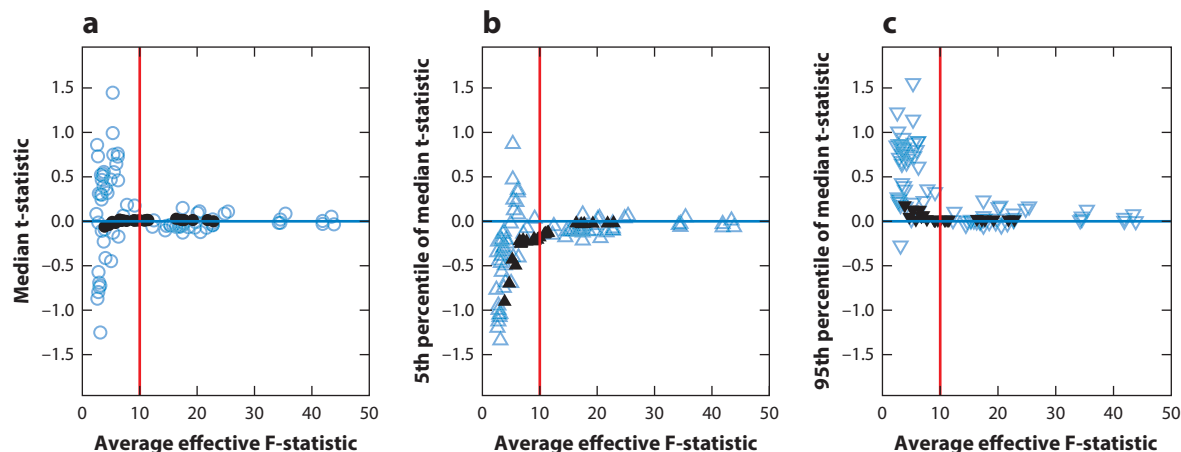 a
Median t-statistic
1.5
1.0
0.5
0.0
−0.5
−1.0
−1.5
0 10 20 30 40 50
Average effective F-statistic
b
5th percentile of median t-statistic
1.5
1.0
0.5
0.0
−0.5
−1.0
−1.5
0 10 20 30 40 50
Average effective F-statistic
c
95th percentile of median t-statistic
1.5
1.0
0.5
0.0
−0.5
−1.0
−1.5
0 10 20 30 40 50
Average effective F-statistic